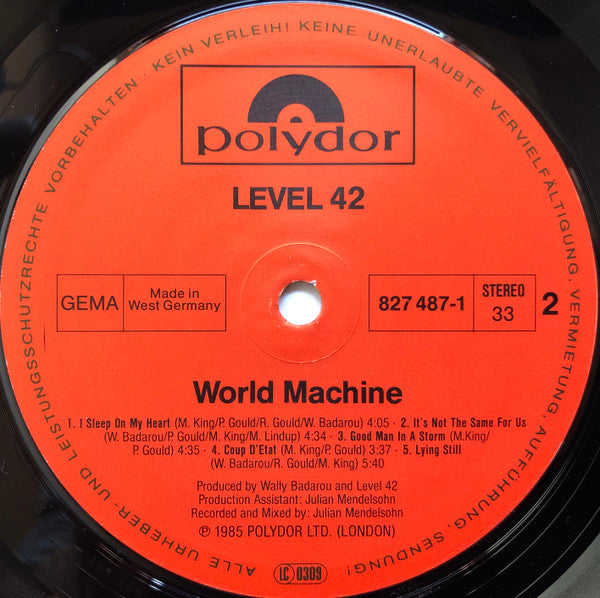 ALLE URHEBER- UND LEISTUNGSSCHUTZRECHTE VORBEHALTEN · KEIN VERLEIH! KEINE UNERLAUBTE VERVIELFÄLTIGUNG, VERMIETUNG, AUFFÜHRUNG, SENDUNG!
polydor
LEVEL 42
GEMA
Made in
West Germany
827 487-1
STEREO
33
2
World Machine
1. I Sleep On My Heart (M. King/P. Gould/R. Gould/W. Badarou) 4:05 · 2. It's Not The Same For Us
(W. Badarou/P. Gould/M. King/M. Lindup) 4:34 · 3. Good Man In A Storm (M.King/
P. Gould) 4:35 · 4. Coup D'Etat (M. King/P. Gould) 3:37 · 5. Lying Still
(W. Badarou/R. Gould/M. King) 5:40
Produced by Wally Badarou and Level 42
Production Assistant: Julian Mendelsohn
Recorded and Mixed by: Julian Mendelsohn
℗ 1985 POLYDOR LTD. (LONDON)
LC 0309